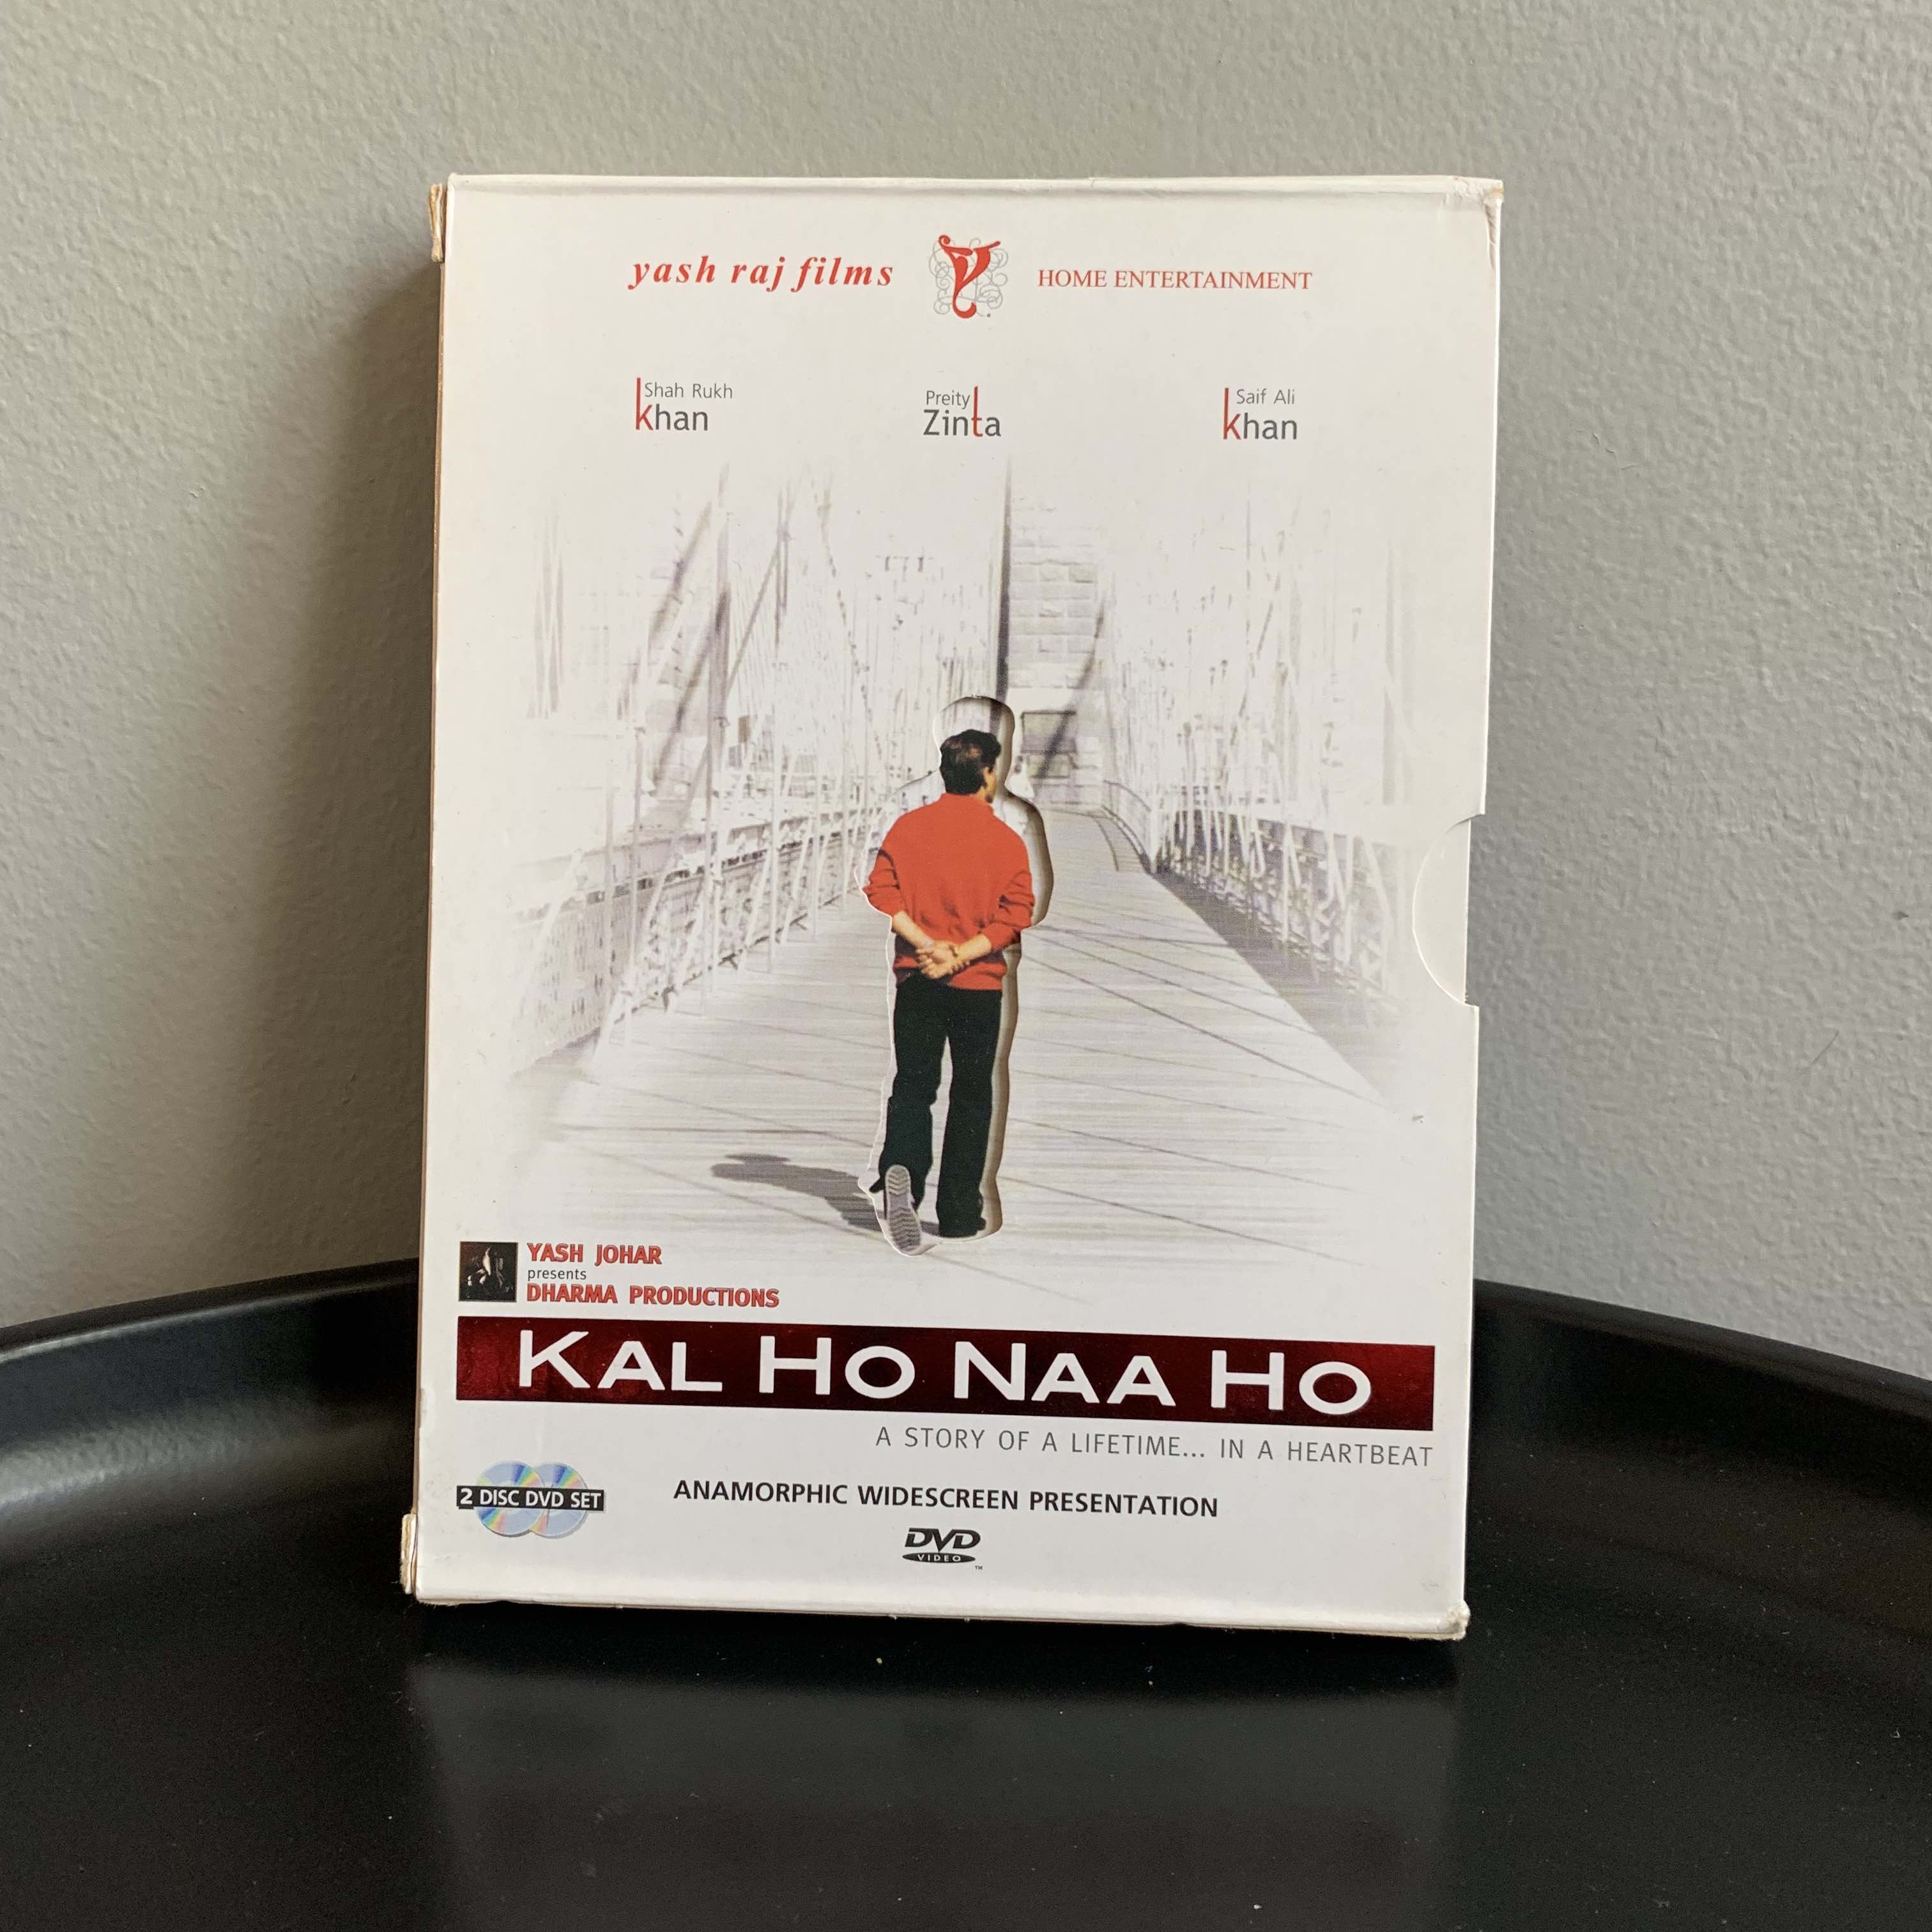 yash raj films HOME ENTERTAINMENT
Shah Rukh
khan
Preity
Zinta
Saif Ali
khan
YASH JOHAR
presents
DHARMA PRODUCTIONS
KAL HO NAA HO
A STORY OF A LIFETIME... IN A HEARTBEAT
2 DISC DVD SET
ANAMORPHIC WIDESCREEN PRESENTATION
DVD
VIDEO
TM